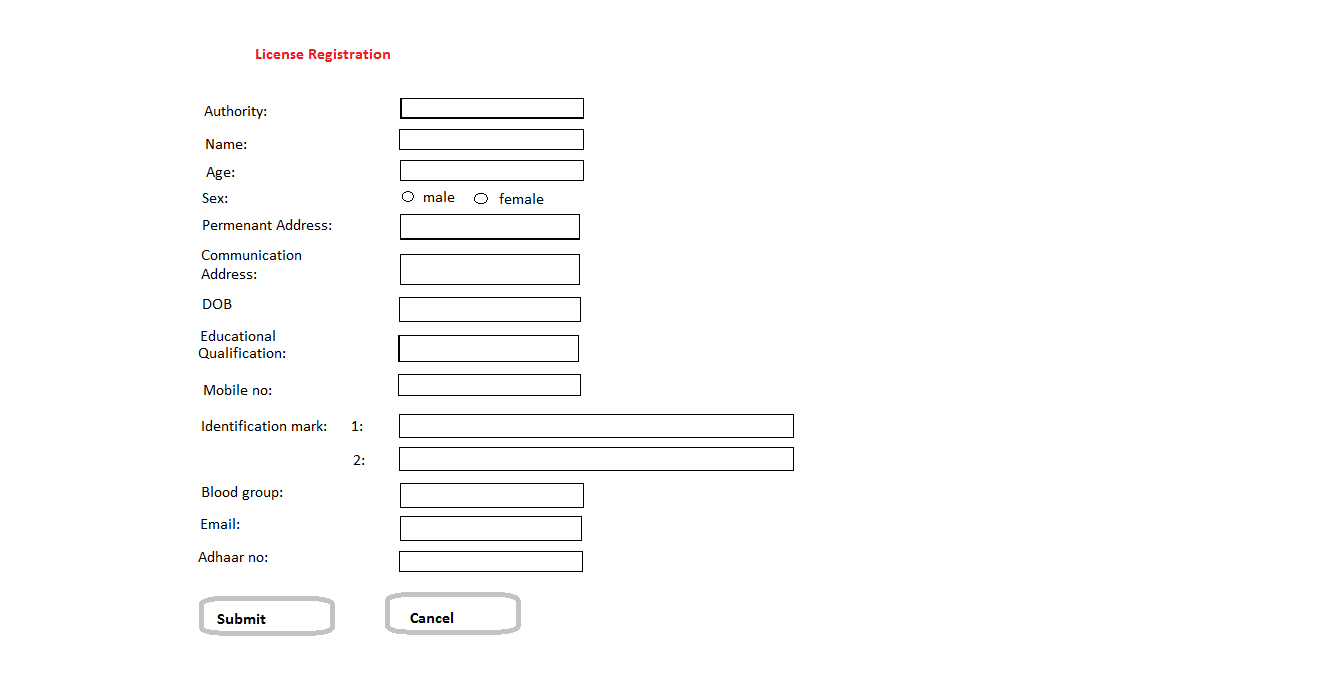 License Registration
Authority:
Name:
Age:
Sex: male female
Permenant Address:
Communication
Address:
DOB
Educational
Qualification:
Mobile no:
Identification mark: 1:
2:
Blood group:
Email:
Adhaar no:
Submit Cancel